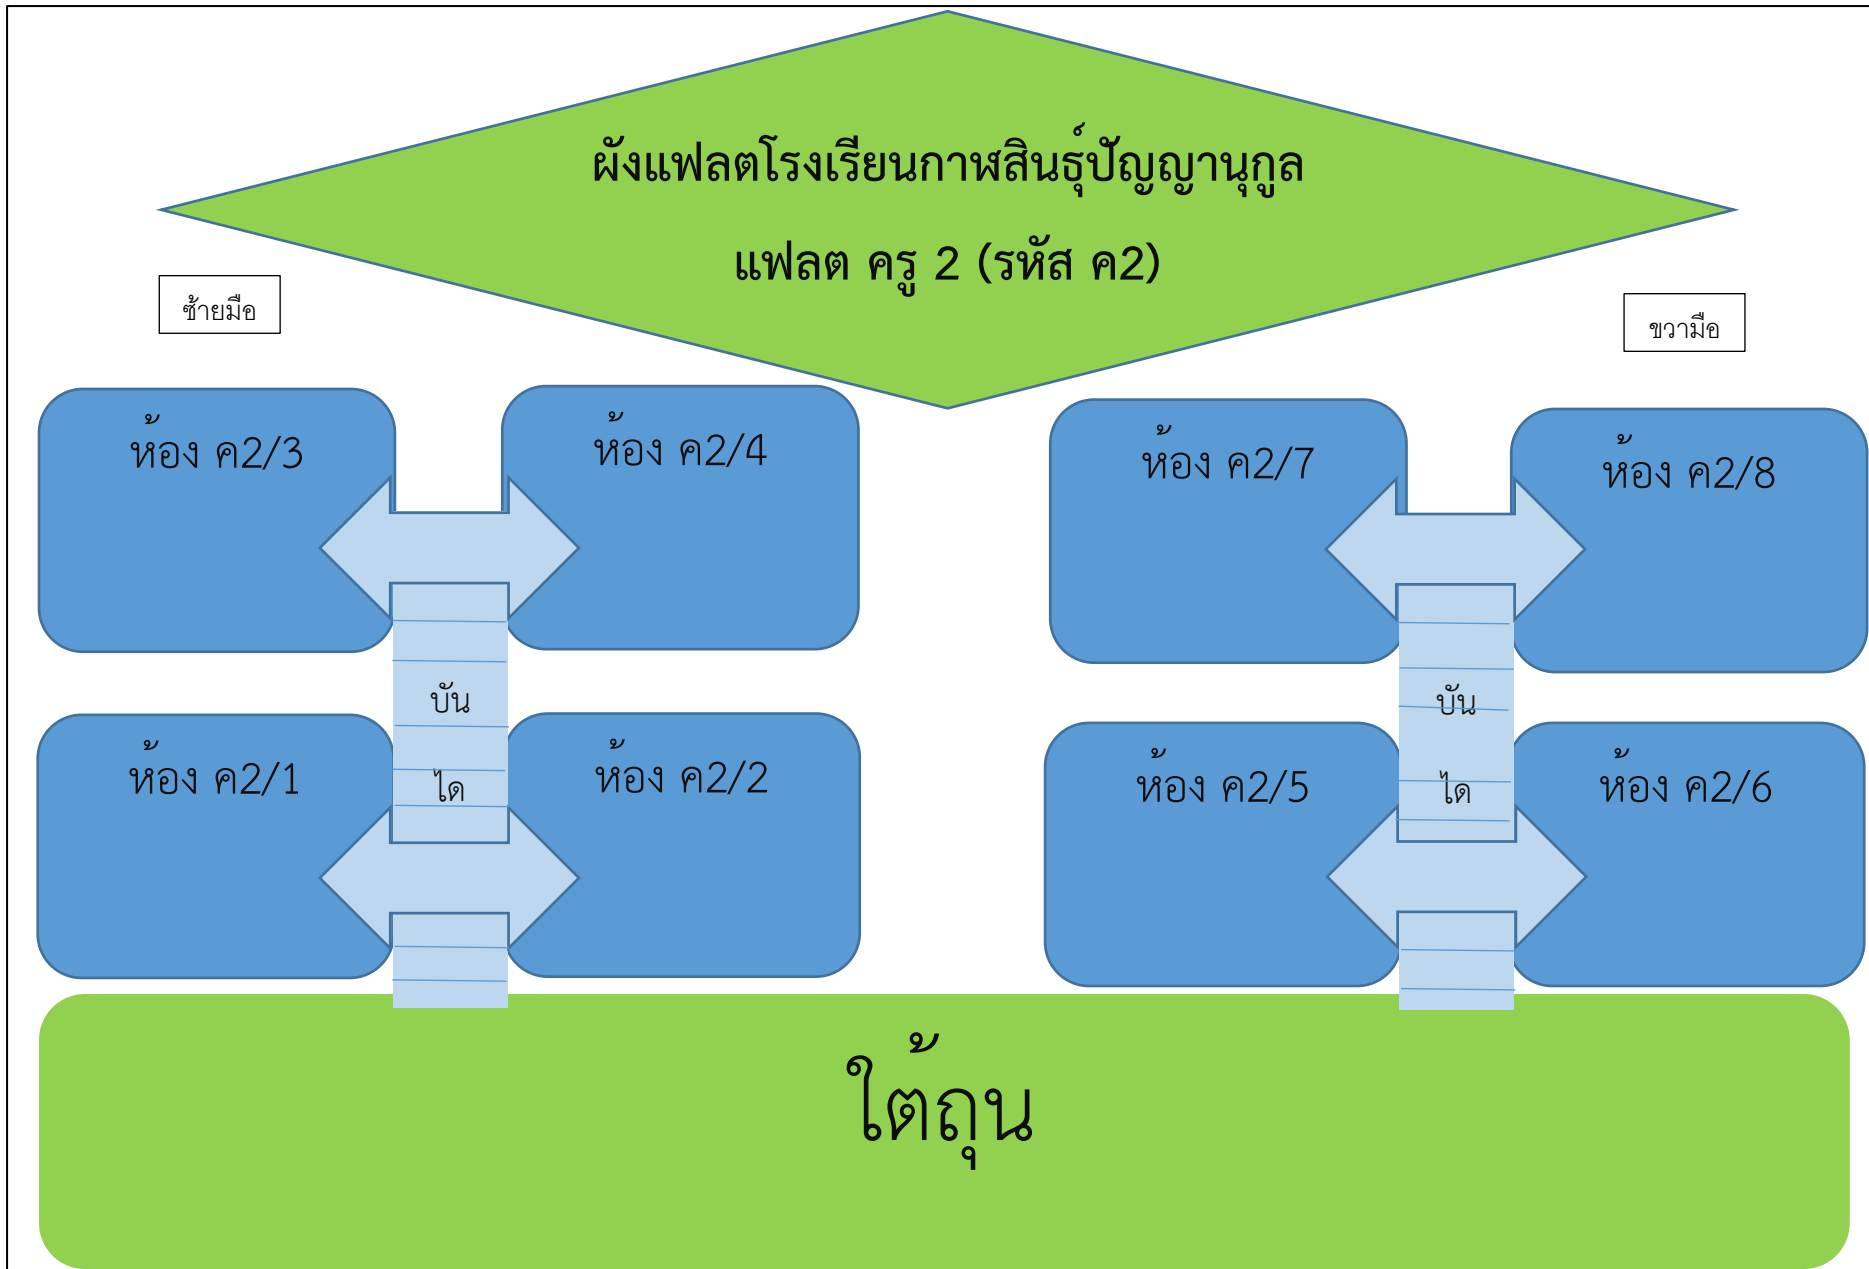 ผังแฟลตโรงเรียนกาฬสินธุ์ปัญญานุกูล
แฟลต ครู 2 (รหัส ค2)
ซ้ายมือ
ขวามือ
ห้อง ค2/3
ห้อง ค2/4
ห้อง ค2/7
ห้อง ค2/8
บัน
ได
บัน
ได
ห้อง ค2/1
ห้อง ค2/2
ห้อง ค2/5
ห้อง ค2/6
ใต้ถุน